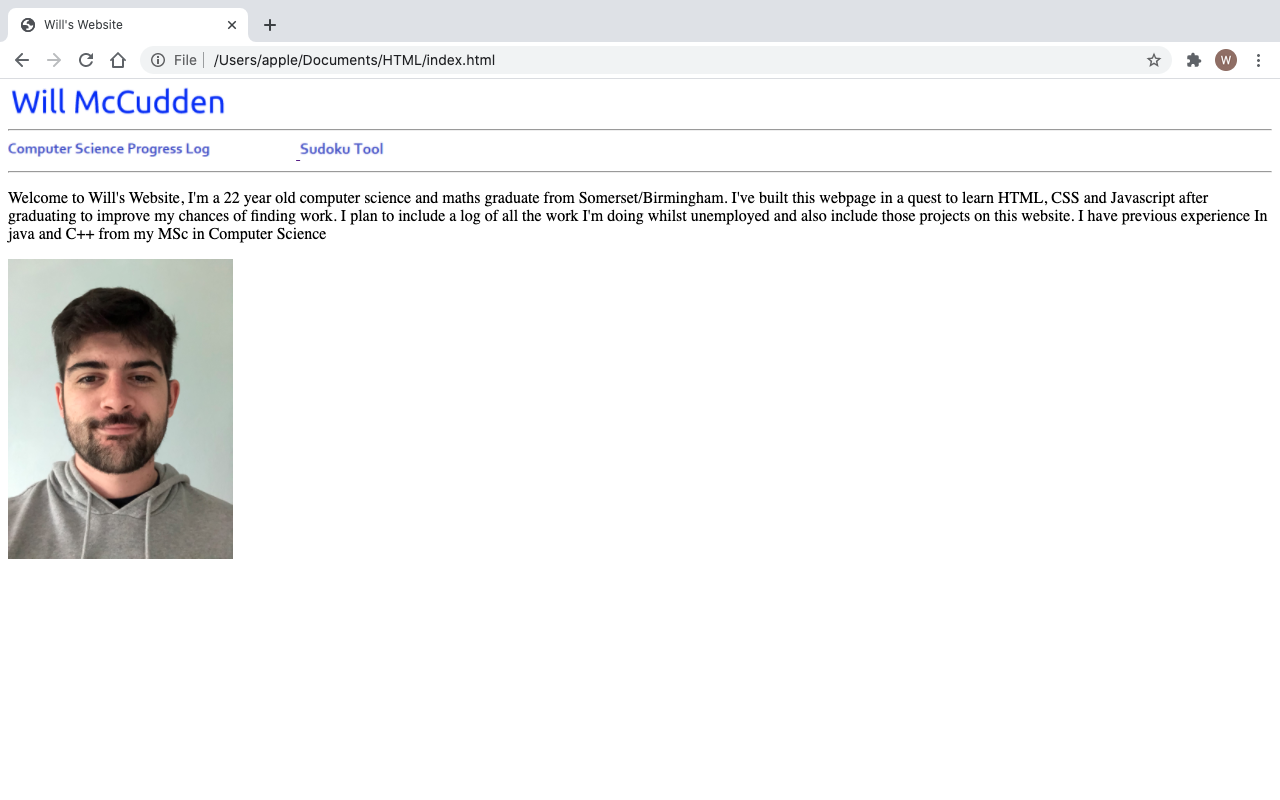 Will's Website
File
/Users/apple/Documents/HTML/index.html
W
Will McCudden
Computer Science Progress Log
Sudoku Tool
Welcome to Will's Website, I'm a 22 year old computer science and maths graduate from Somerset/Birmingham. I've built this webpage in a quest to learn HTML, CSS and Javascript after
graduating to improve my chances of finding work. I plan to include a log of all the work I'm doing whilst unemployed and also include those projects on this website. I have previous experience In
java and C++ from my MSc in Computer Science